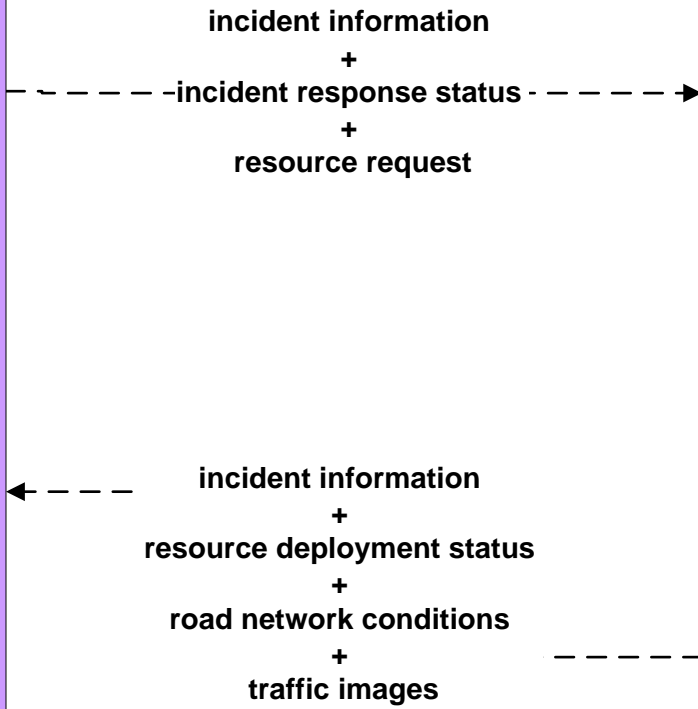 incident information
+
incident response status
+
resource request
incident information
+
resource deployment status
+
road network conditions
+
traffic images